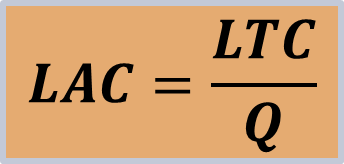 LAC = LTC / Q